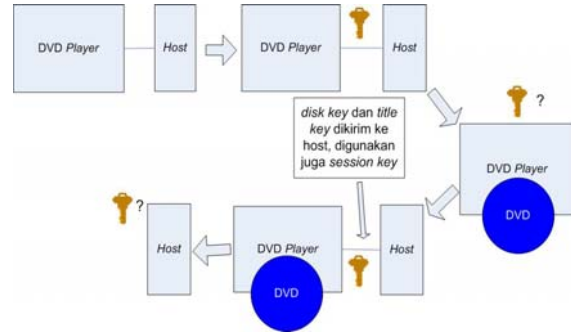 DVD Player
Host
DVD Player
Host
disk key dan title
key dikirim ke
host, digunakan
juga session key
?
DVD Player
DVD
?
Host
DVD Player
Host
DVD